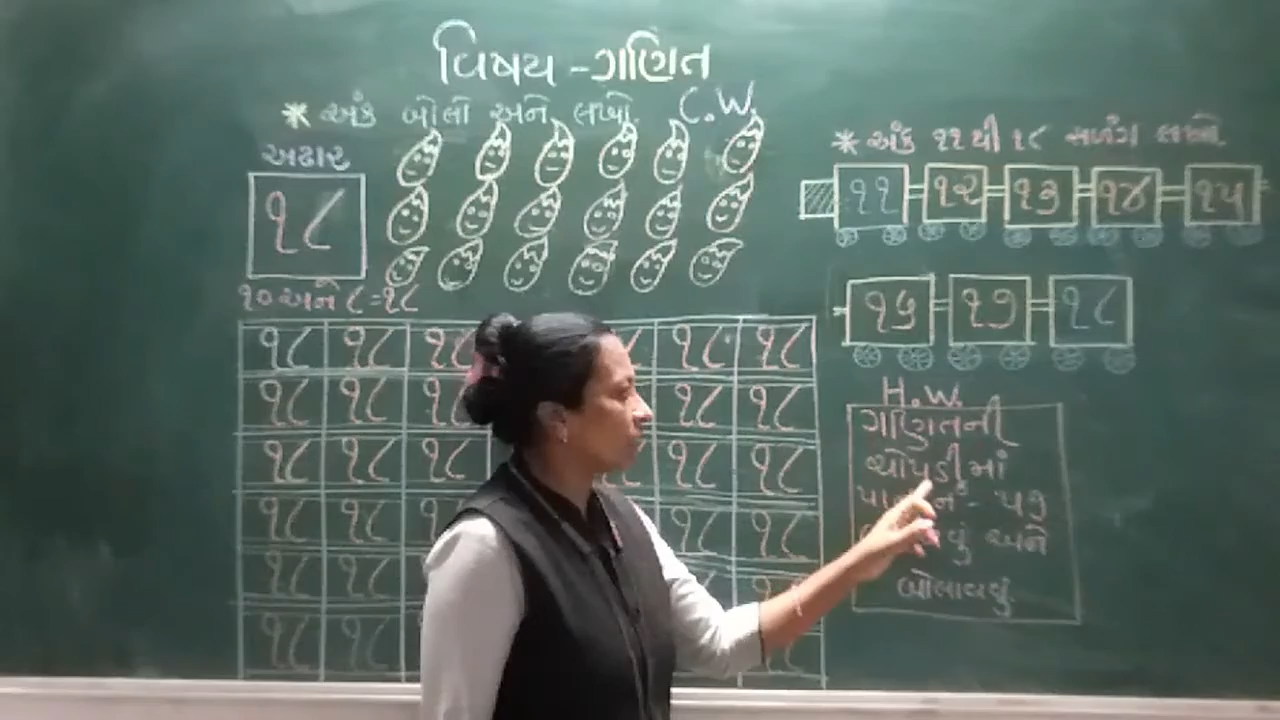 વિષય - ગણિત
* અંક બોલો અને લખો. C.W.
અઢાર
૧૮
૧૦ અને ૮ = ૧૮
૧૮ ૧૮ ૧૮ ૧૮ ૧૮
૧૮ ૧૮ ૧૮ ૧૮ ૧૮
૧૮ ૧૮ ૧૮ ૧૮ ૧૮
૧૮ ૧૮ ૧૮ ૧૮
૧૮ ૧૮ ૧૮
૧૮ ૧૮
* અંક ૧૧ થી ૧૮ સળંગ લખો
૧૧ ૧૨ ૧૩ ૧૪ ૧૫
૧૬ ૧૭ ૧૮
H.W.
ગણિતની
ચોપડીમાં
- ૫૭
અને
બોલાવવું.